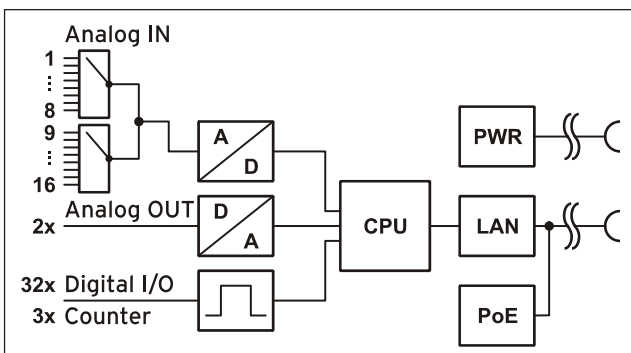 Analog IN
1
⋮
8
9
⋮
16
A
D
2x Analog OUT
D
A
32x Digital I/O
3x Counter
CPU
PWR
LAN
PoE